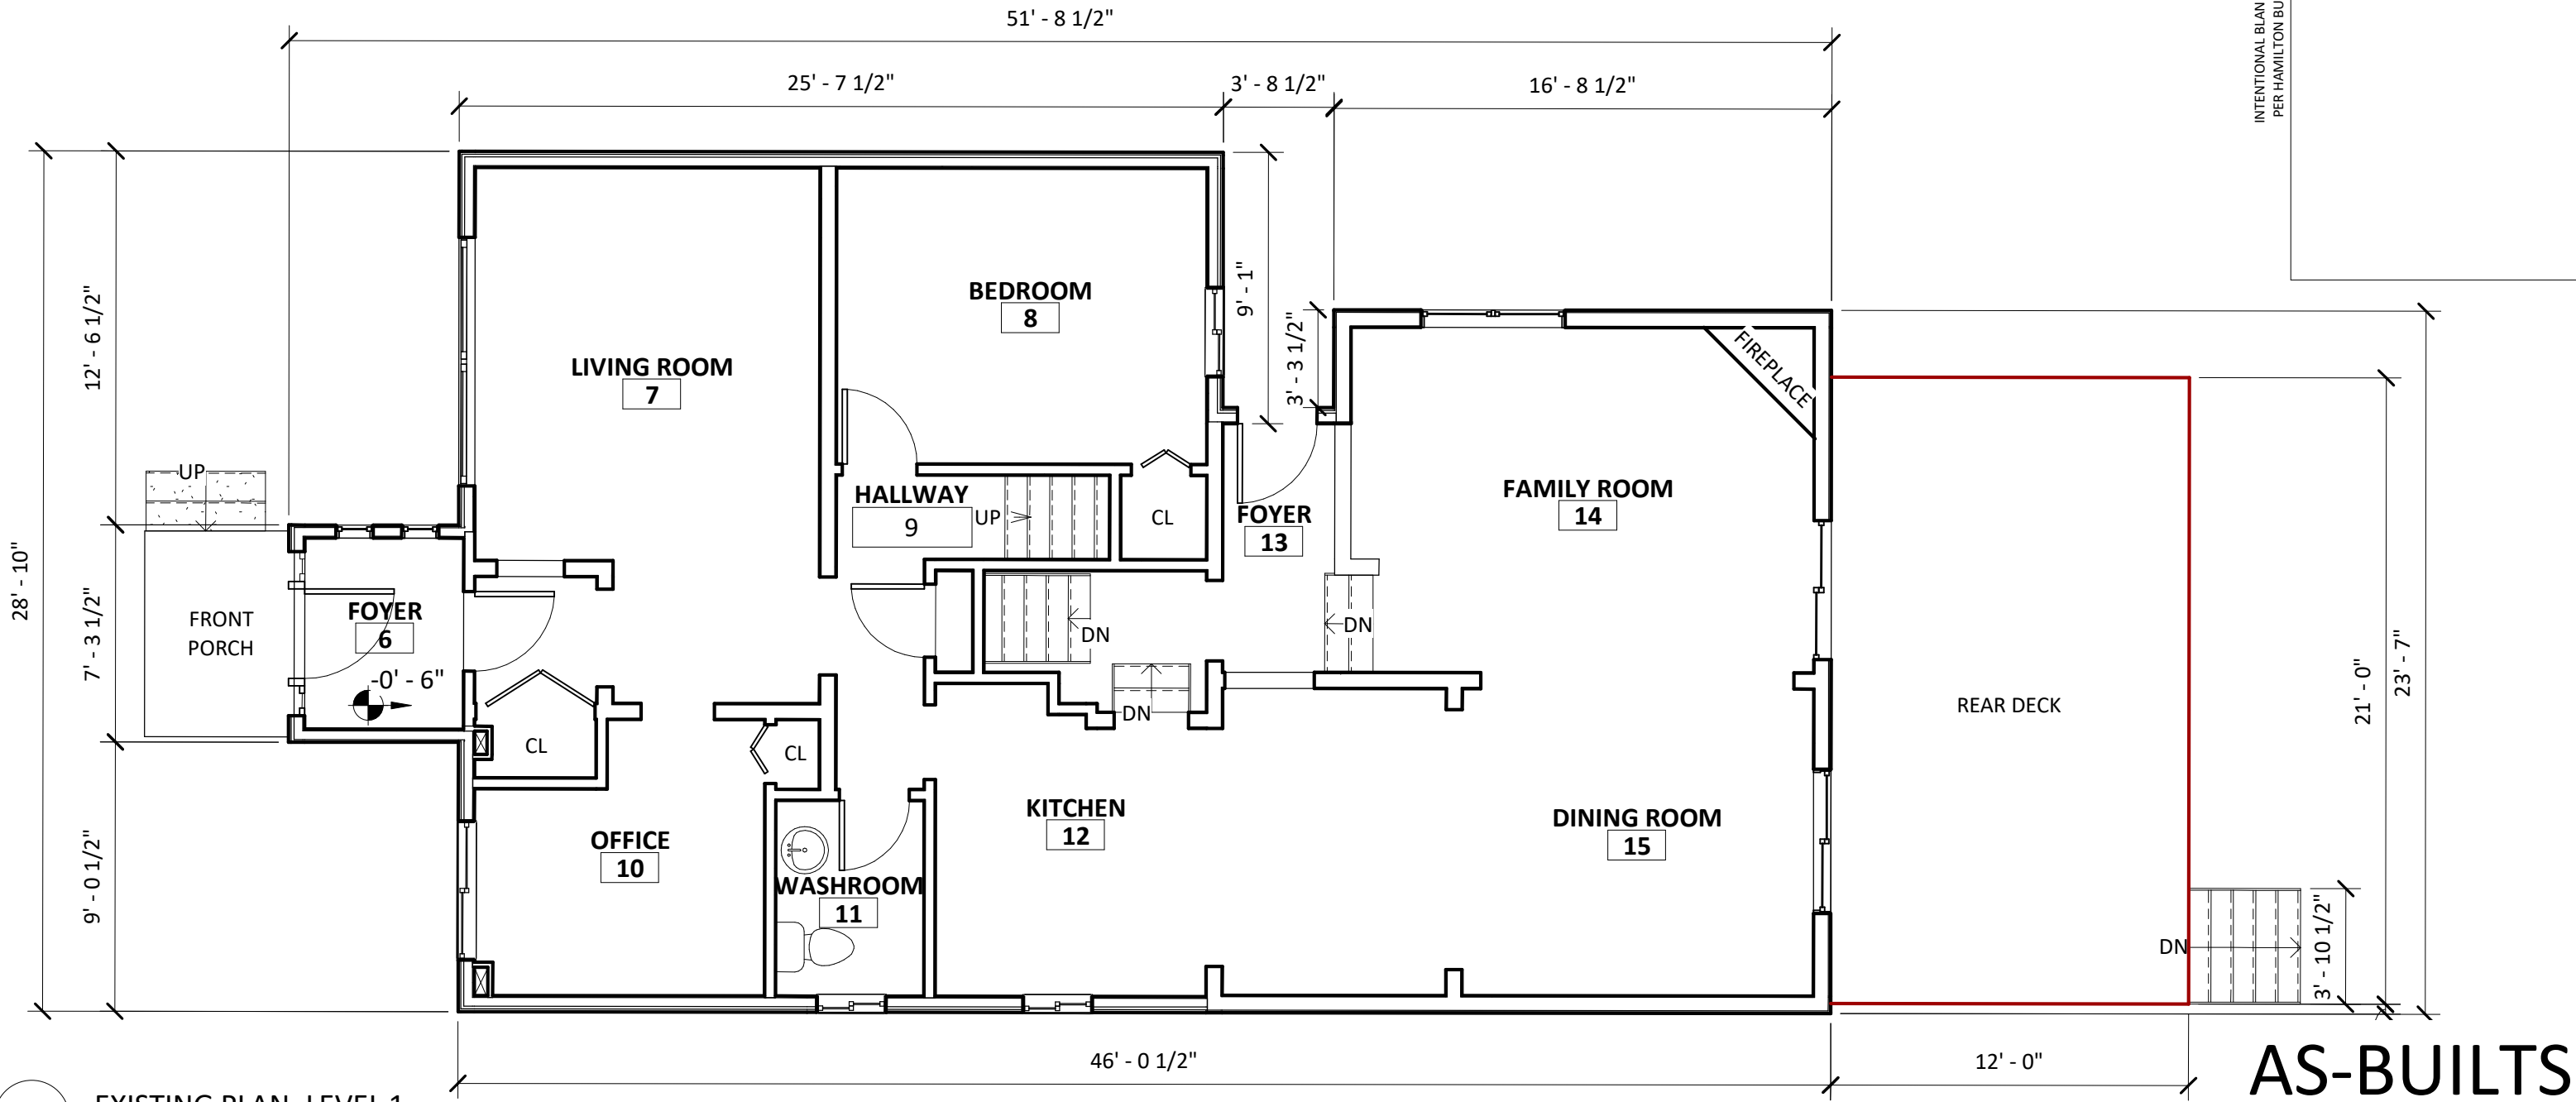 51' - 8 1/2"
INTENTIONAL BLAN
PER HAMILTON BU
25' - 7 1/2"
3' - 8 1/2"
16' - 8 1/2"
12' - 6 1/2"
9' - 1"
3' - 3 1/2"
BEDROOM
8
LIVING ROOM
7
FIREPLACE
UP
HALLWAY
9
UP
CL
FOYER
13
FAMILY ROOM
14
28' - 10"
7' - 3 1/2"
FRONT
PORCH
FOYER
6
-0' - 6"
DN
DN
DN
REAR DECK
21' - 0"
23' - 7"
CL
CL
9' - 0 1/2"
OFFICE
10
WASHROOM
11
KITCHEN
12
DINING ROOM
15
DN
3' - 10 1/2"
46' - 0 1/2"
12' - 0"
AS-BUILTS
EXISTING PLAN- LEVEL 1